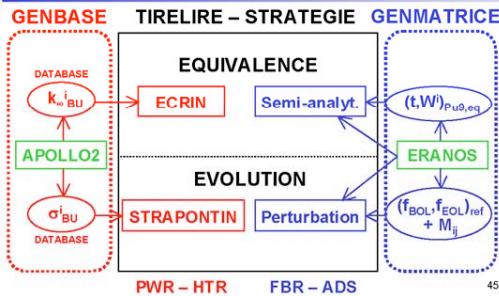 GENBASE TIRELIRE – STRATEGIE GENMATRICE
DATABASE
k∞ⁱBU
EQUIVALENCE
ECRIN
Semi-analyt.
(t,Wⁱ)Pu9,eq
APOLLO2
ERANOS
EVOLUTION
σⁱBU
DATABASE
STRAPONTIN
Perturbation
(fBOL,fEOL)ref
+ Mij
PWR – HTR FBR – ADS
45